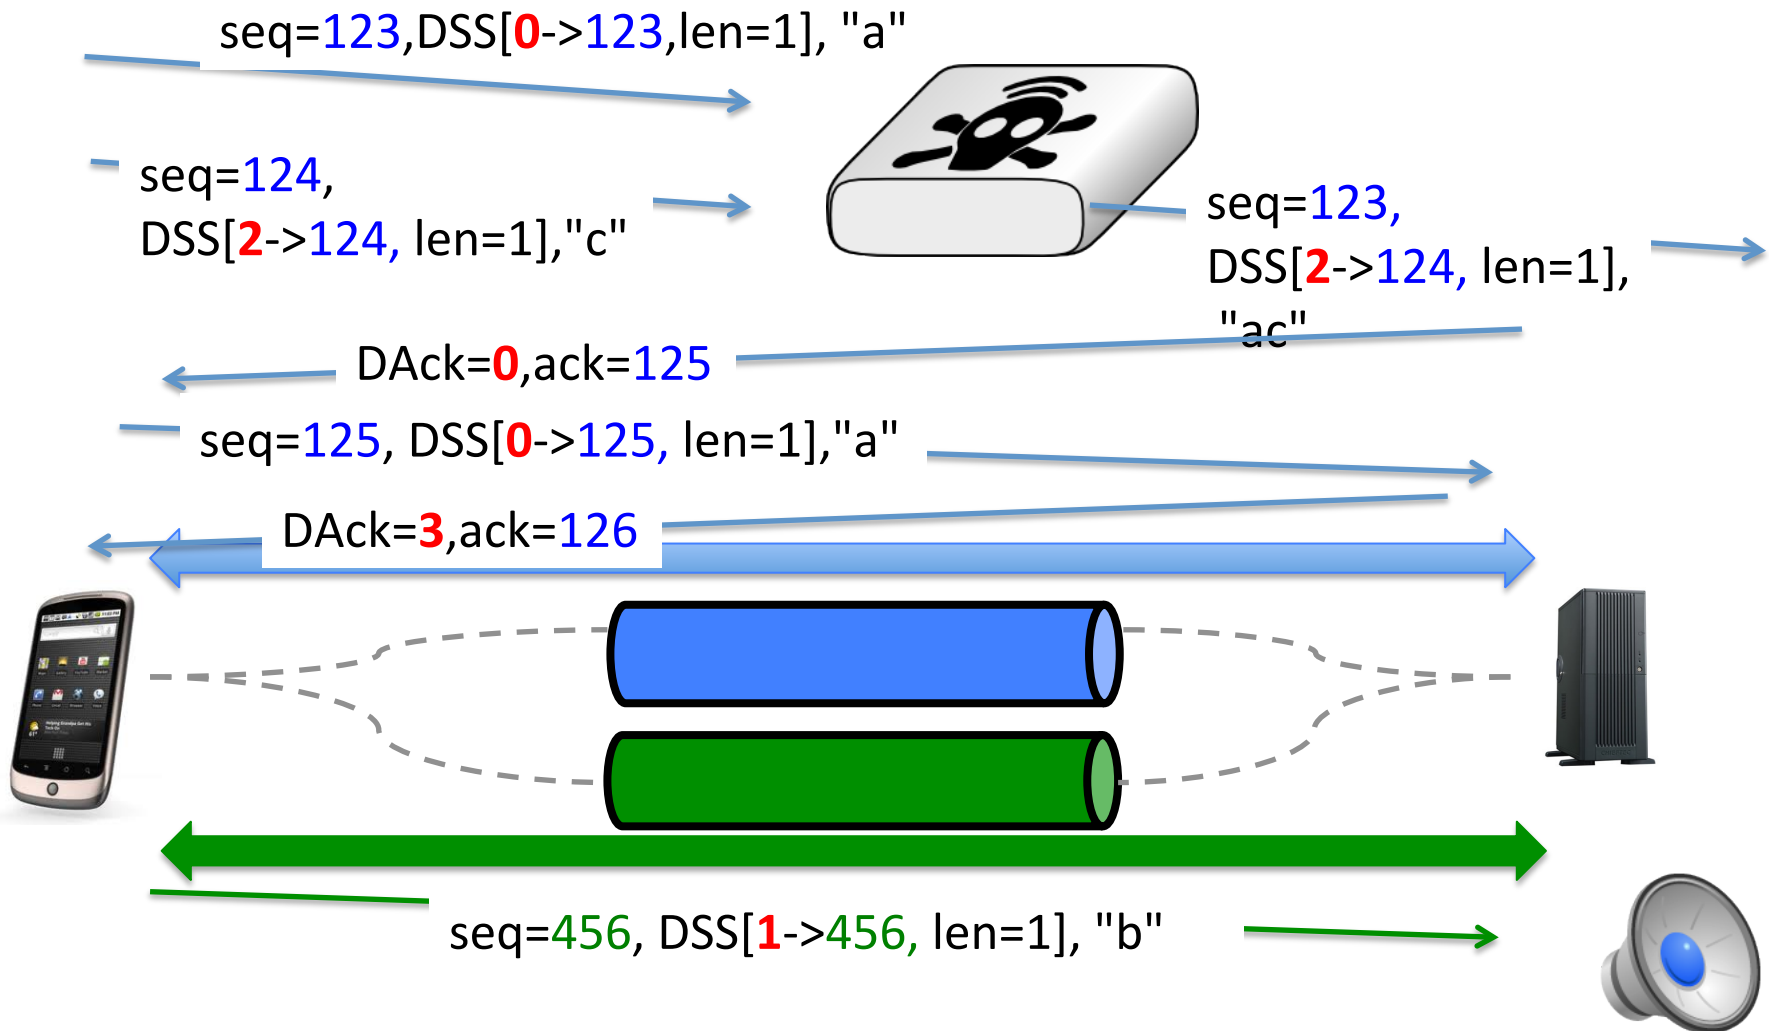 seq=123,DSS[0->123,len=1], "a"
seq=124,
DSS[2->124, len=1],"c"
seq=123,
DSS[2->124, len=1],
"ac"
DAck=0,ack=125
seq=125, DSS[0->125, len=1],"a"
DAck=3,ack=126
seq=456, DSS[1->456, len=1], "b"